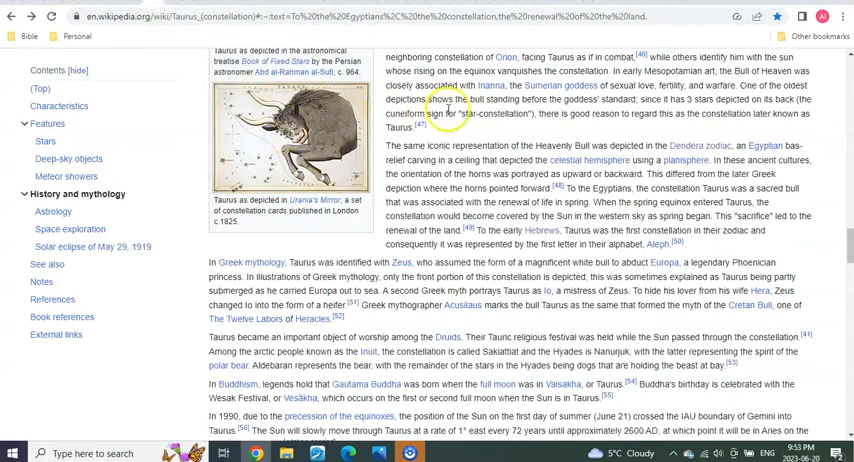 en.wikipedia.org/wiki/Taurus_(constellation)#:~:text=To%20the%20Egyptians%2C%20the%20constellation,the%20renewal%20of%20the%20land.
Bible
Personal
Other bookmarks
Contents [hide]
(Top)
Characteristics
Features
Stars
Deep-sky objects
Meteor showers
History and mythology
Astrology
Space exploration
Solar eclipse of May 29, 1919
See also
Notes
References
Book references
External links
Taurus as depicted in the astronomical
treatise Book of Fixed Stars by the Persian
astronomer Abd al-Rahman al-Sufi, c. 964.
Taurus as depicted in Urania's Mirror, a set
of constellation cards published in London
c.1825.
neighboring constellation of Orion, facing Taurus as if in combat,[46] while others identify him with the sun
whose rising on the equinox vanquishes the constellation. In early Mesopotamian art, the Bull of Heaven was
closely associated with Inanna, the Sumerian goddess of sexual love, fertility, and warfare. One of the oldest
depictions shows the bull standing before the goddess' standard; since it has 3 stars depicted on its back (the
cuneiform sign for "star-constellation"), there is good reason to regard this as the constellation later known as
Taurus.[47]
The same iconic representation of the Heavenly Bull was depicted in the Dendera zodiac, an Egyptian bas-
relief carving in a ceiling that depicted the celestial hemisphere using a planisphere. In these ancient cultures,
the orientation of the horns was portrayed as upward or backward. This differed from the later Greek
depiction where the horns pointed forward.[48] To the Egyptians, the constellation Taurus was a sacred bull
that was associated with the renewal of life in spring. When the spring equinox entered Taurus, the
constellation would become covered by the Sun in the western sky as spring began. This "sacrifice" led to the
renewal of the land.[49] To the early Hebrews, Taurus was the first constellation in their zodiac and
consequently it was represented by the first letter in their alphabet, Aleph.[50]
In Greek mythology, Taurus was identified with Zeus, who assumed the form of a magnificent white bull to abduct Europa, a legendary Phoenician
princess. In illustrations of Greek mythology, only the front portion of this constellation is depicted; this was sometimes explained as Taurus being partly
submerged as he carried Europa out to sea. A second Greek myth portrays Taurus as Io, a mistress of Zeus. To hide his lover from his wife Hera, Zeus
changed Io into the form of a heifer.[51] Greek mythographer Acusilaus marks the bull Taurus as the same that formed the myth of the Cretan Bull, one of
The Twelve Labors of Heracles.[52]
Taurus became an important object of worship among the Druids. Their Tauric religious festival was held while the Sun passed through the constellation.[41]
Among the arctic people known as the Inuit, the constellation is called Sakiattiat and the Hyades is Nanurjuk, with the latter representing the spirit of the
polar bear. Aldebaran represents the bear, with the remainder of the stars in the Hyades being dogs that are holding the beast at bay.[53]
In Buddhism, legends hold that Gautama Buddha was born when the full moon was in Vaisakha, or Taurus.[54] Buddha's birthday is celebrated with the
Wesak Festival, or Vesākha, which occurs on the first or second full moon when the Sun is in Taurus.[55]
In 1990, due to the precession of the equinoxes, the position of the Sun on the first day of summer (June 21) crossed the IAU boundary of Gemini into
Taurus.[56] The Sun will slowly move through Taurus at a rate of 1° east every 72 years until approximately 2600 AD, at which point it will be in Aries on the
Type here to search
5°C Cloudy
ENG
9:53 PM
2023-06-20